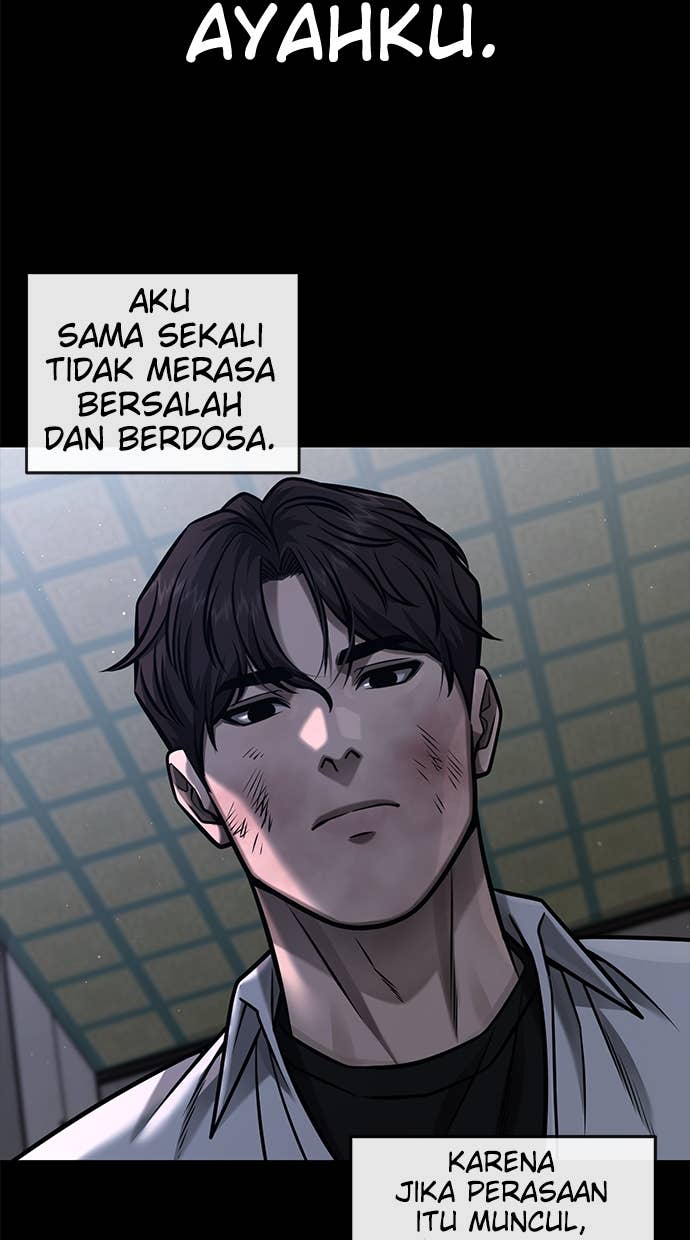 AYAHKU.
AKU
SAMA SEKALI
TIDAK MERASA
BERSALAH
DAN BERDOSA.
KARENA
JIKA PERASAAN
ITU MUNCUL,